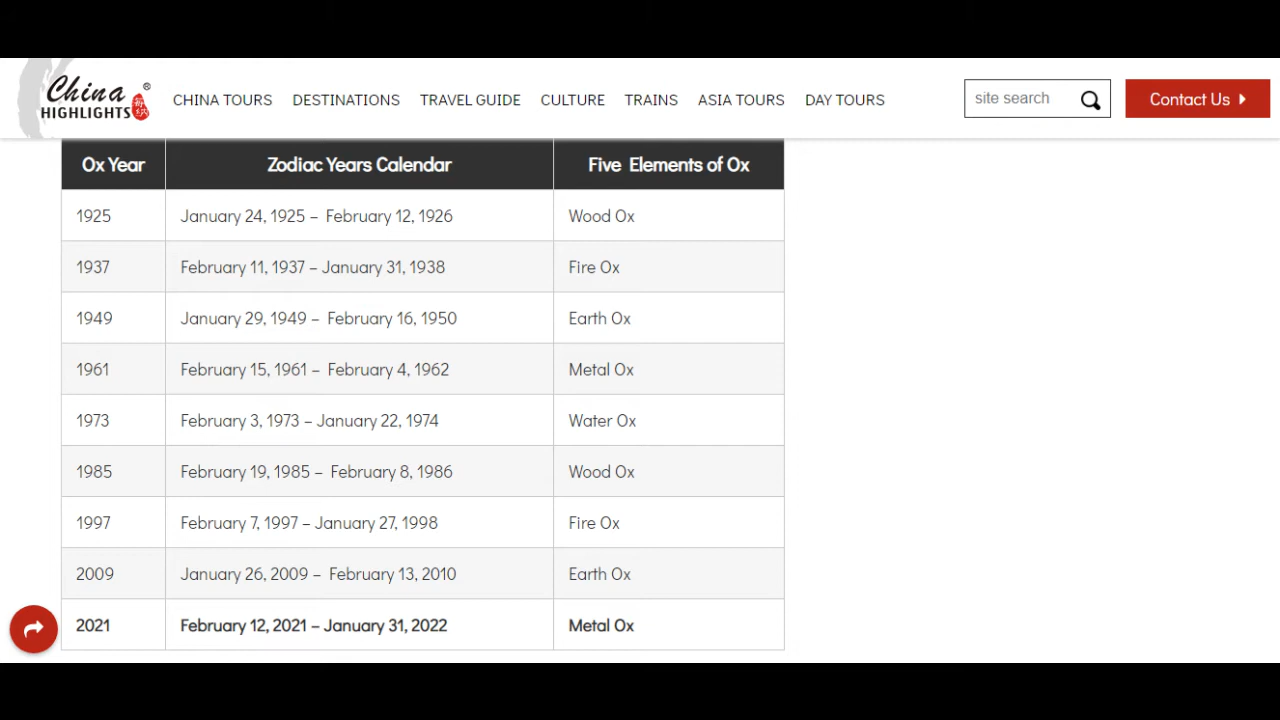 China ®
HIGHLIGHTS
CHINA TOURS DESTINATIONS TRAVEL GUIDE CULTURE TRAINS ASIA TOURS DAY TOURS site search Contact Us
Ox Year Zodiac Years Calendar Five Elements of Ox
1925 January 24, 1925 – February 12, 1926 Wood Ox
1937 February 11, 1937 – January 31, 1938 Fire Ox
1949 January 29, 1949 – February 16, 1950 Earth Ox
1961 February 15, 1961 – February 4, 1962 Metal Ox
1973 February 3, 1973 – January 22, 1974 Water Ox
1985 February 19, 1985 – February 8, 1986 Wood Ox
1997 February 7, 1997 – January 27, 1998 Fire Ox
2009 January 26, 2009 – February 13, 2010 Earth Ox
2021 February 12, 2021 – January 31, 2022 Metal Ox